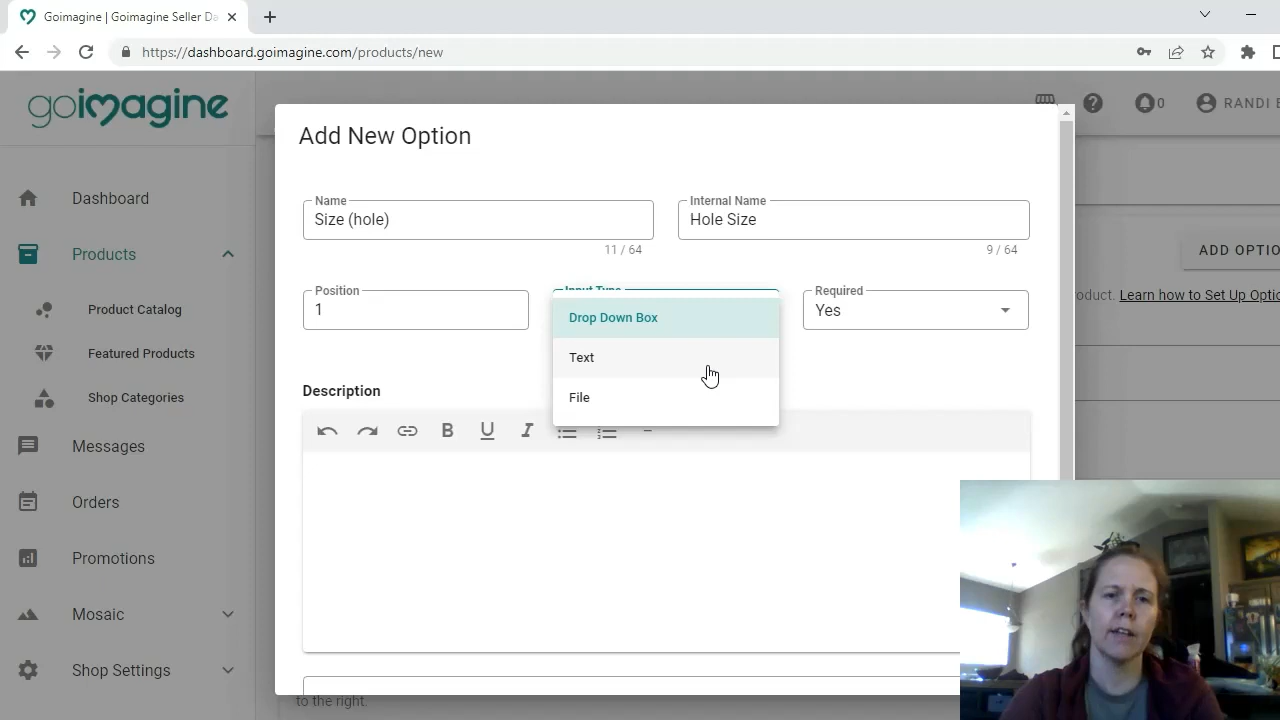 Goimagine | Goimagine Seller Da
https://dashboard.goimagine.com/products/new
goimagine
0
RANDI
Add New Option
Name
Size (hole)
11 / 64
Internal Name
Hole Size
9 / 64
Position
1
Input Type
Drop Down Box
Text
File
Required
Yes
Description
B
U
I
Dashboard
Products
Product Catalog
Featured Products
Shop Categories
Messages
Orders
Promotions
Mosaic
Shop Settings
ADD OPTIO
oduct. Learn how to Set Up Optio
to the right.